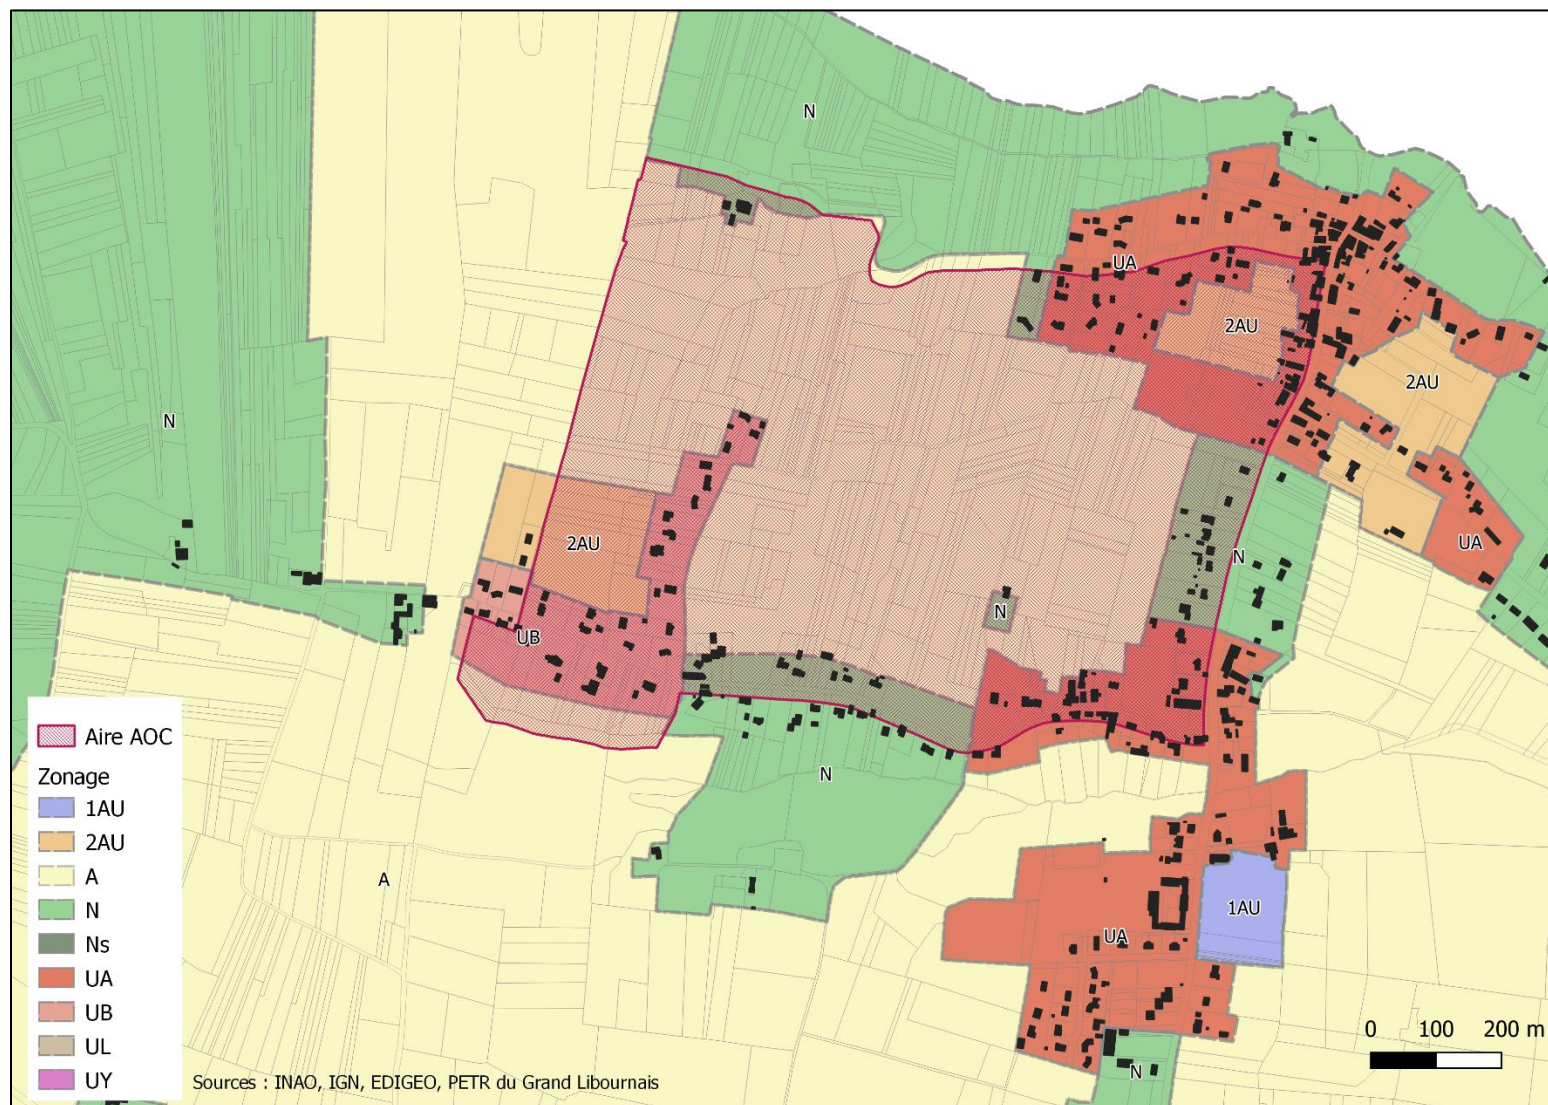 N
UA
2AU
2AU
N
2AU
N
UA
N
UB
N
A
1AU
UA
N
Aire AOC
Zonage
1AU
2AU
A
N
Ns
UA
UB
UL
UY
0 100 200 m
Sources : INAO, IGN, EDIGEO, PETR du Grand Libournais